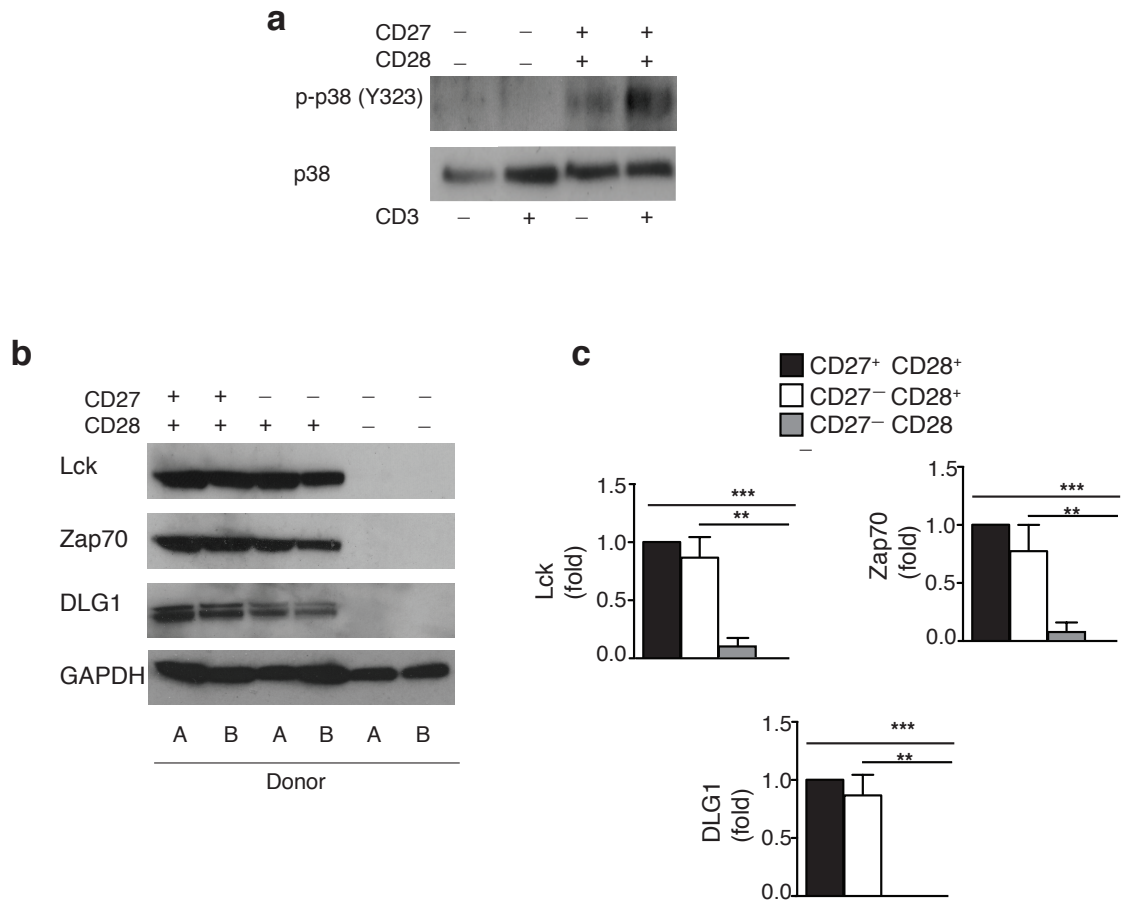 a
CD27 – – + +
CD28 – – + +
p-p38 (Y323)
p38
CD3 – + – +
b
CD27 + + – – – –
CD28 + + + + – –
Lck
Zap70
DLG1
GAPDH
A B A B A B
Donor
c
CD27+ CD28+
CD27– CD28+
CD27– CD28
–
Lck
(fold)
1.5
1.0
0.5
0.0
***
**
Zap70
(fold)
1.5
1.0
0.5
0.0
***
**
DLG1
(fold)
1.5
1.0
0.5
0.0
***
**